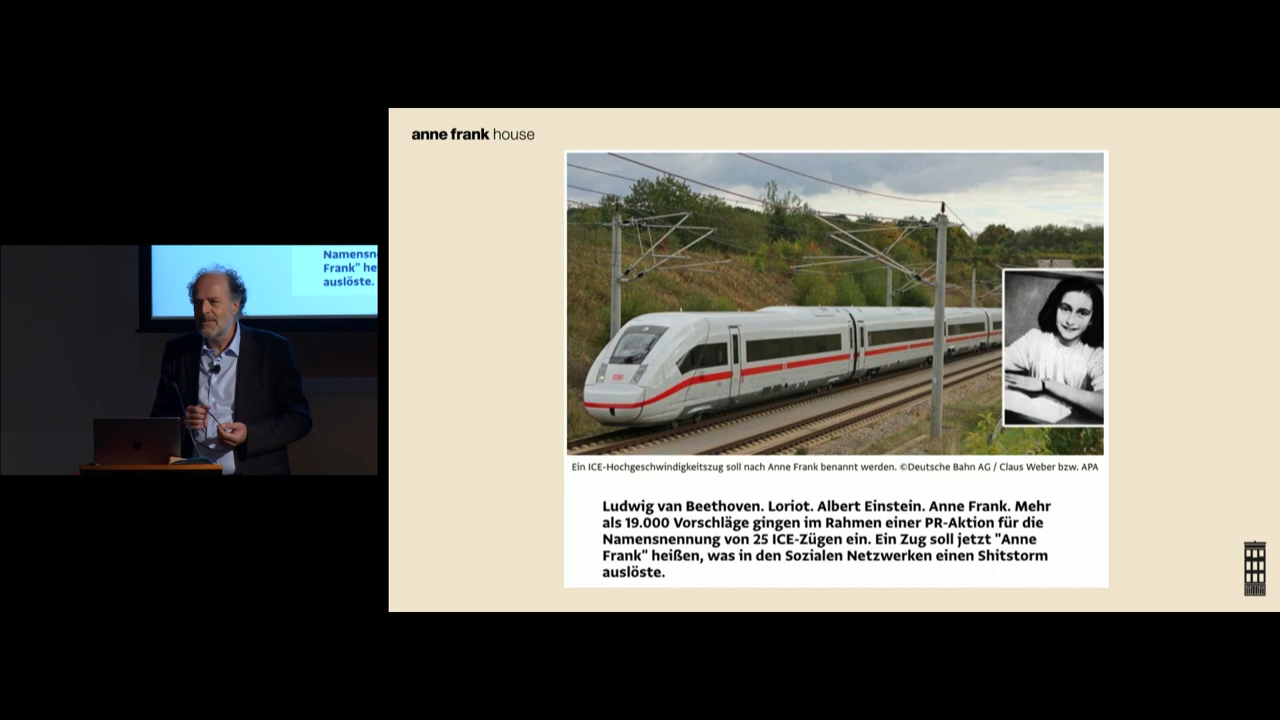 anne frank house
Namensn
Frank" he
auslöste.
Ein ICE-Hochgeschwindigkeitszug soll nach Anne Frank benannt werden. ©Deutsche Bahn AG / Claus Weber bzw. APA
Ludwig van Beethoven. Loriot. Albert Einstein. Anne Frank. Mehr
als 19.000 Vorschläge gingen im Rahmen einer PR-Aktion für die
Namensnennung von 25 ICE-Zügen ein. Ein Zug soll jetzt "Anne
Frank" heißen, was in den Sozialen Netzwerken einen Shitstorm
auslöste.